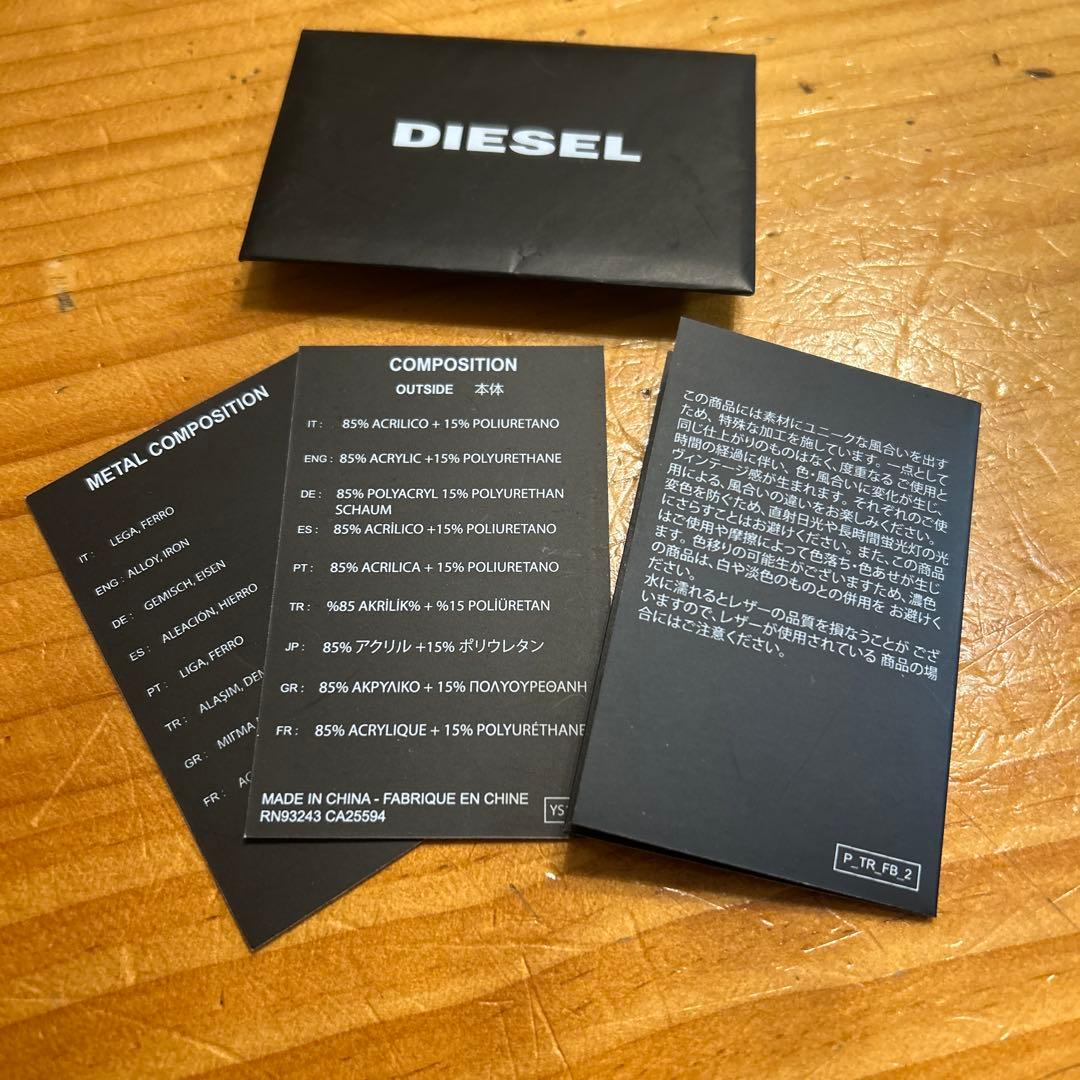 DIESEL
METAL COMPOSITION
IT : LEGA, FERRO
ENG : ALLOY, IRON
DE : GEMISCH, EISEN
ES : ALEACIÓN, HIERRO
PT : LIGA, FERRO
TR : ALAŞIM,
GR : ΜΙΓΜΑ
FR :
COMPOSITION
OUTSIDE 本体
IT : 85% ACRILICO + 15% POLIURETANO
ENG : 85% ACRYLIC +15% POLYURETHANE
DE : 85% POLYACRYL 15% POLYURETHAN
SCHAUM
ES : 85% ACRÍLICO +15% POLIURETANO
PT : 85% ACRILICA + 15% POLIURETANO
TR : %85 AKRİLİK% + %15 POLİÜRETAN
JP : 85% アクリル +15% ポリウレタン
GR : 85% ΑΚΡΥΛΙΚΟ + 15% ΠΟΛΥΟΥΡΕΘΑΝΗ
FR : 85% ACRYLIQUE + 15% POLYURÉTHANE
MADE IN CHINA - FABRIQUE EN CHINE
RN93243 CA25594
この商品には素材にユニークな風合いを出す
ため、特殊な加工を施しています。一点として
同じ仕上がりのものはなく、度重なる ご使用と
時間の経過に伴い、色・風合いに変化が生じ、
ヴィンテージ感が生まれます。それぞれのご使
用による、風合いの違いをお楽しみください。
変色を防ぐため、直射日光や長時間蛍光灯の光
にさらすことはお避けください。また、この商品
はご使用や摩擦によって色落ち・色あせが生じ
ます。色移りの可能性がございますため、濃色
の商品は、白や淡色のものとの併用を お避けく
ださい。
水に濡れるとレザーの品質を損なうことが ござ
いますので、レザーが使用されている 商品の場
合にはご注意ください。
P_TR_FB_2